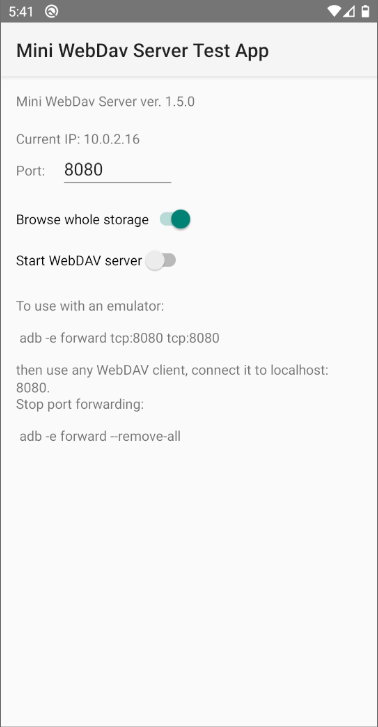 5:41
Mini WebDav Server Test App
Mini WebDav Server ver. 1.5.0
Current IP: 10.0.2.16
Port: 8080
Browse whole storage
Start WebDAV server
To use with an emulator:
adb -e forward tcp:8080 tcp:8080
then use any WebDAV client, connect it to localhost:
8080.
Stop port forwarding:
adb -e forward --remove-all